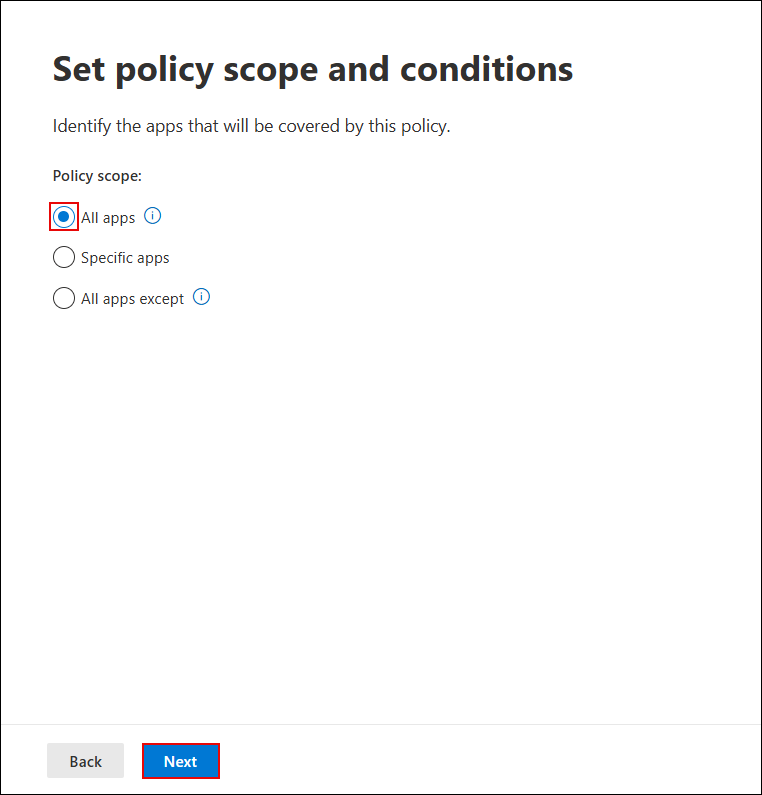 Set policy scope and conditions
Identify the apps that will be covered by this policy.
Policy scope:
All apps
Specific apps
All apps except
Back Next